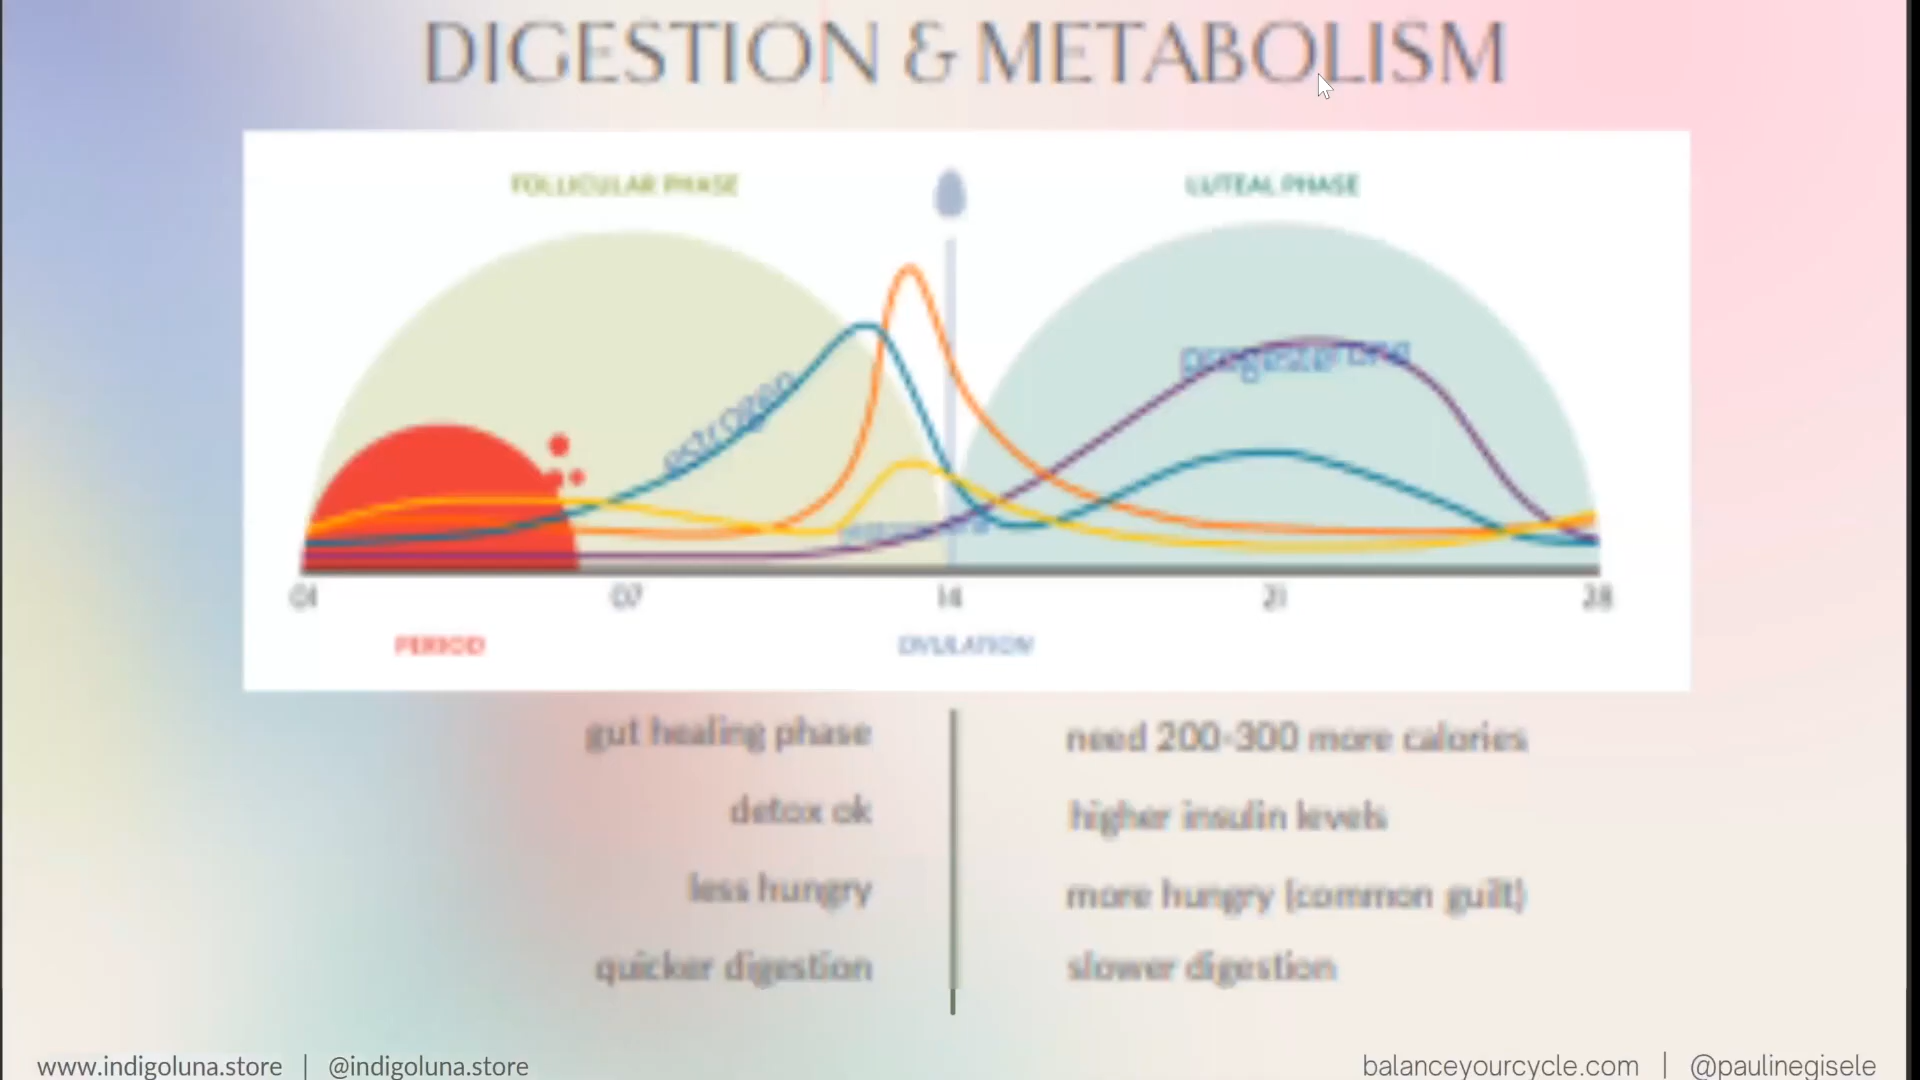 DIGESTION & METABOLISM
FOLLICULAR PHASE
LUTEAL PHASE
estrogen
progesterone
01
07
14
21
28
PERIOD
OVULATION
gut healing phase
need 200-300 more calories
detox ok
higher insulin levels
less hungry
more hungry (common guilt)
quicker digestion
slower digestion
www.indigoluna.store | @indigoluna.store
balanceyourcycle.com | @paulinegisele